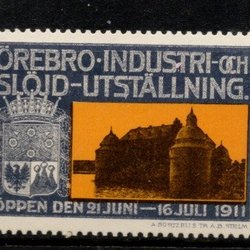 ÖREBRO·INDUSTRI-OCH
SLÖJD-UTSTÄLLNING.
ÖPPEN DEN 21 JUNI—16 JULI 1911